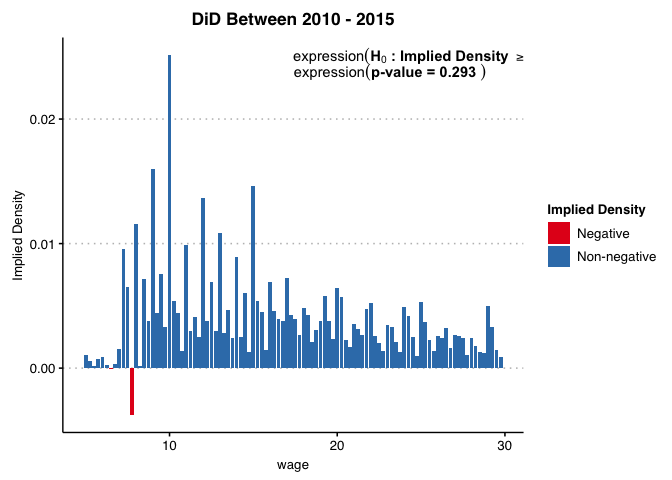 DiD Between 2010 - 2015
expression(H₀ : Implied Density ≥
expression(p-value = 0.293 )
0.02
0.01
0.00
Implied Density
10 20 30
wage
Implied Density
Negative
Non-negative